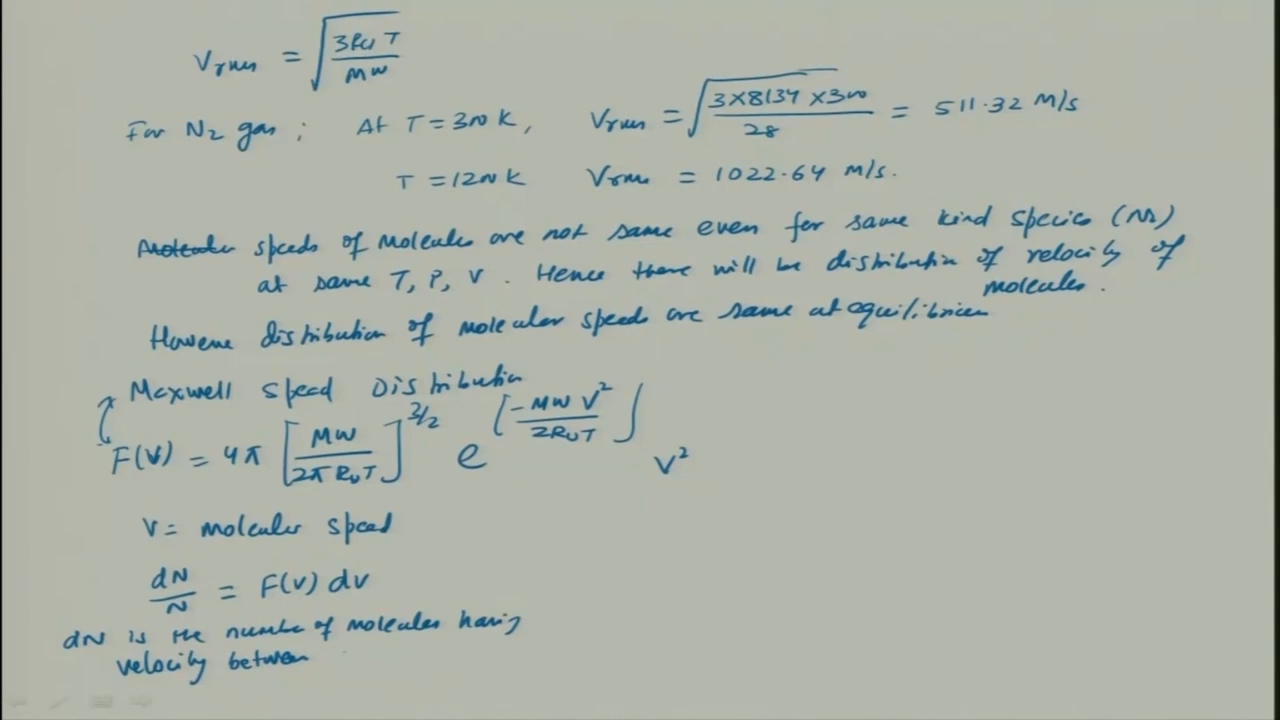 Vrms = √(3RuT / MW)
For N2 gas ; At T = 300 K, Vrms = √(3×8134×300 / 28) = 511.32 M/s
T = 1200 K Vrms = 1022.64 M/s.
Molecular speeds of Molecules are not same even for same kind species (N2)
at same T, P, V . Hence there will be distribution of velocity of
molecules.
However distribution of molecular speeds are same at equilibrium
Maxwell speed Distribution
F(V) = 4π [MW / 2π RuT]^3/2 e^[-MW V² / 2RuT] V²
V = molecular speed
dN/N = F(V) dV
dN is the number of molecules having
velocity between